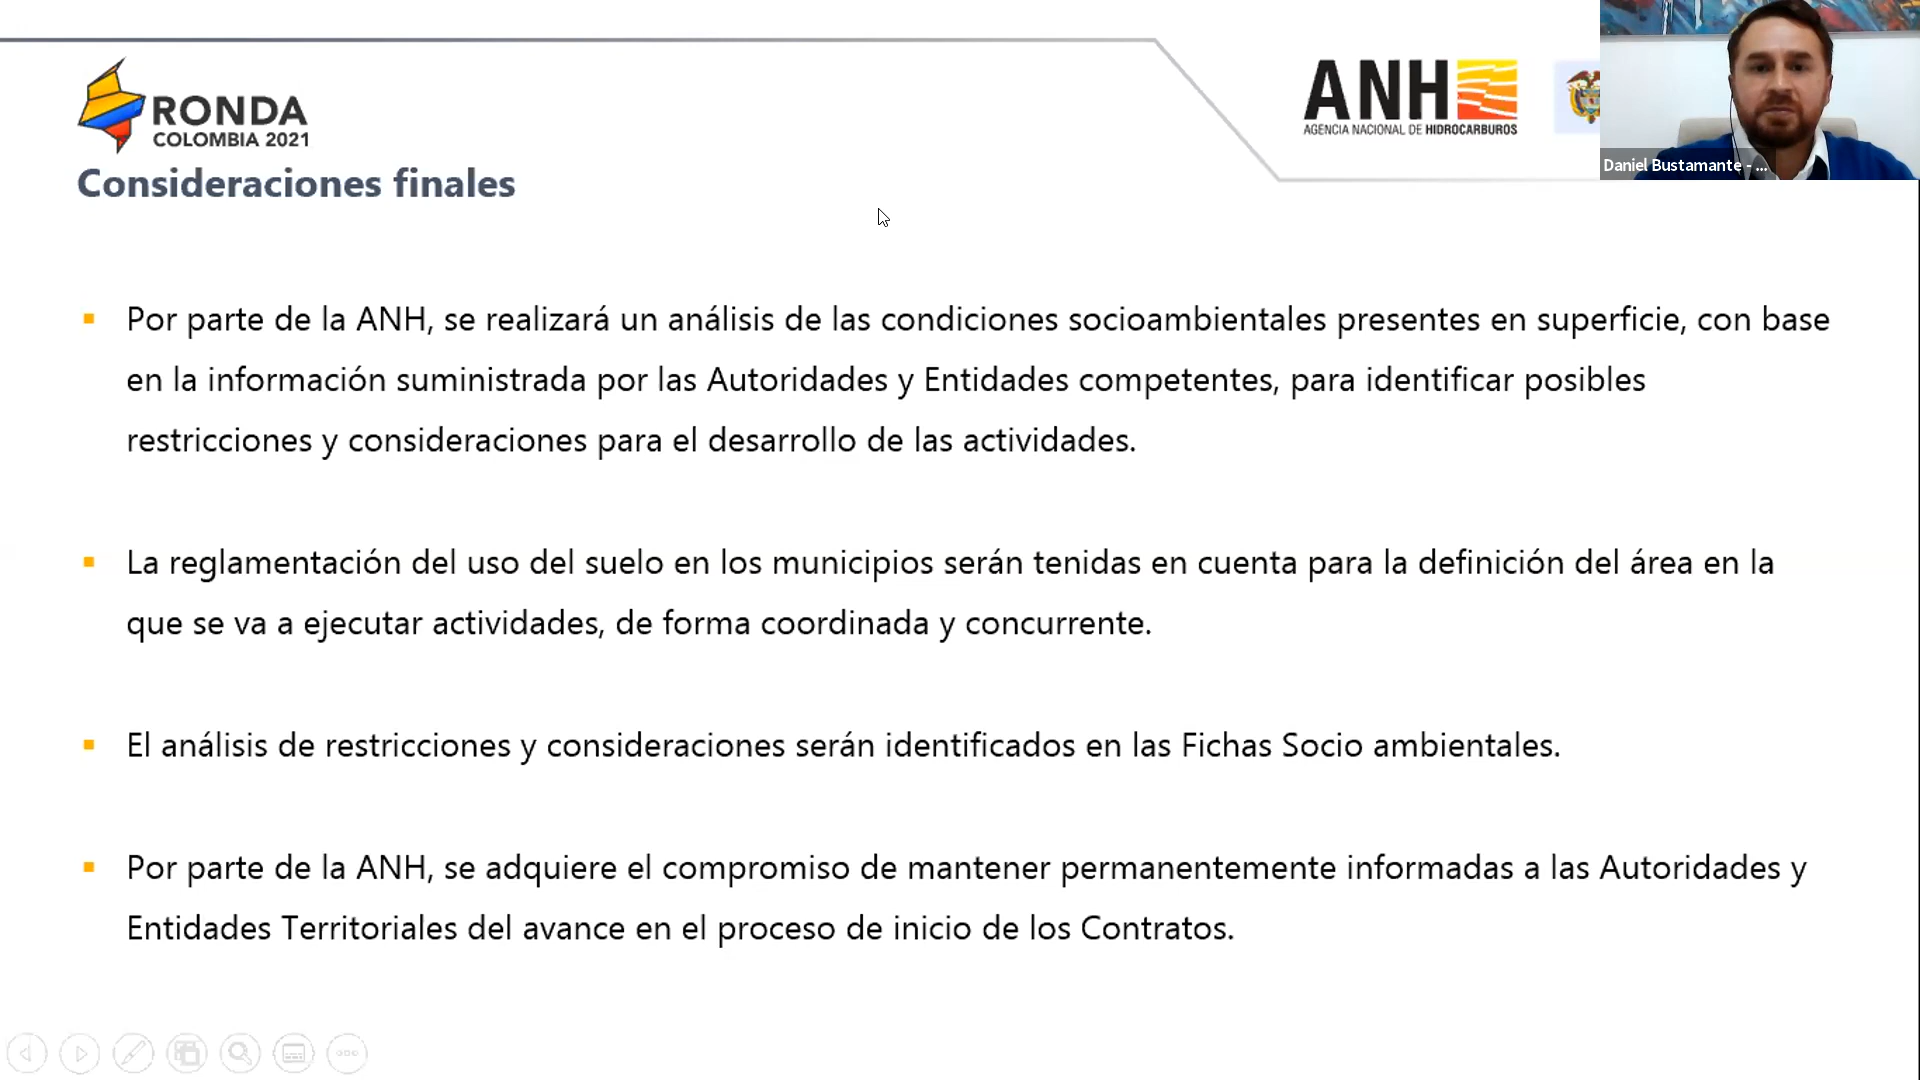 RONDA
COLOMBIA 2021
ANH
AGENCIA NACIONAL DE HIDROCARBUROS
Daniel Bustamante - ...
Consideraciones finales
Por parte de la ANH, se realizará un análisis de las condiciones socioambientales presentes en superficie, con base
en la información suministrada por las Autoridades y Entidades competentes, para identificar posibles
restricciones y consideraciones para el desarrollo de las actividades.
La reglamentación del uso del suelo en los municipios serán tenidas en cuenta para la definición del área en la
que se va a ejecutar actividades, de forma coordinada y concurrente.
El análisis de restricciones y consideraciones serán identificados en las Fichas Socio ambientales.
Por parte de la ANH, se adquiere el compromiso de mantener permanentemente informadas a las Autoridades y
Entidades Territoriales del avance en el proceso de inicio de los Contratos.